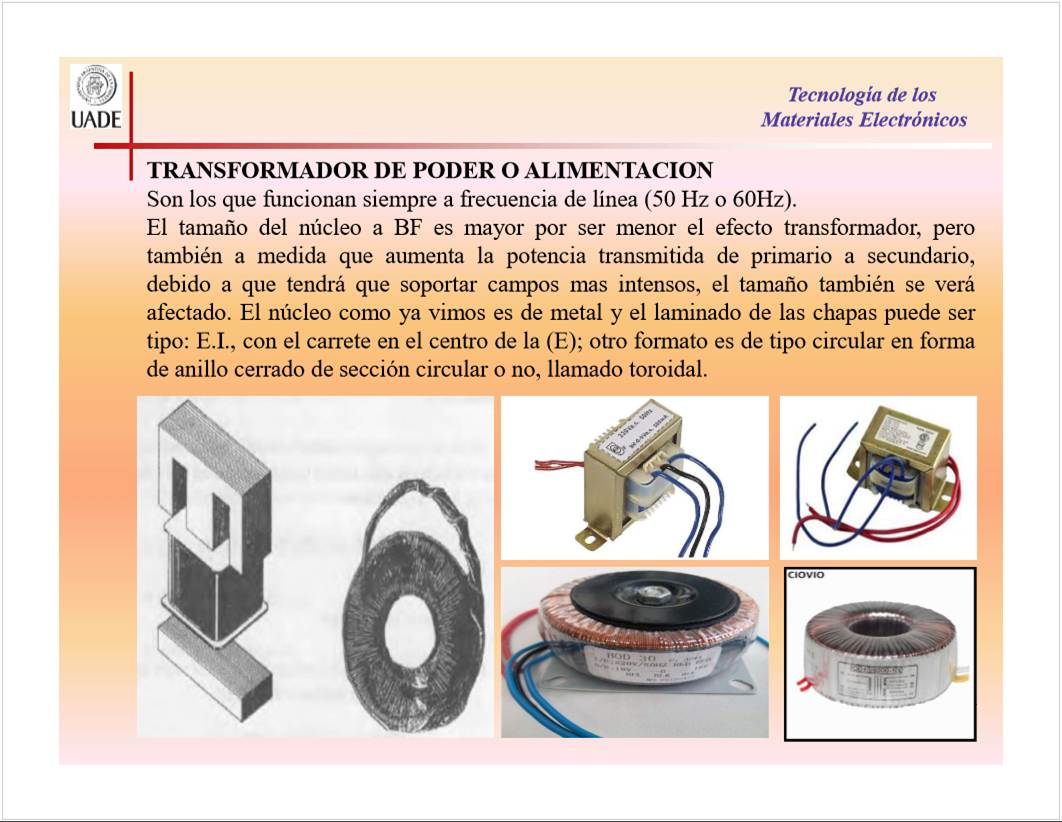 UADE
Tecnología de los
Materiales Electrónicos
TRANSFORMADOR DE PODER O ALIMENTACION
Son los que funcionan siempre a frecuencia de línea (50 Hz o 60Hz).
El tamaño del núcleo a BF es mayor por ser menor el efecto transformador, pero
también a medida que aumenta la potencia transmitida de primario a secundario,
debido a que tendrá que soportar campos mas intensos, el tamaño también se verá
afectado. El núcleo como ya vimos es de metal y el laminado de las chapas puede ser
tipo: E.I., con el carrete en el centro de la (E); otro formato es de tipo circular en forma
de anillo cerrado de sección circular o no, llamado toroidal.
CIOVIO